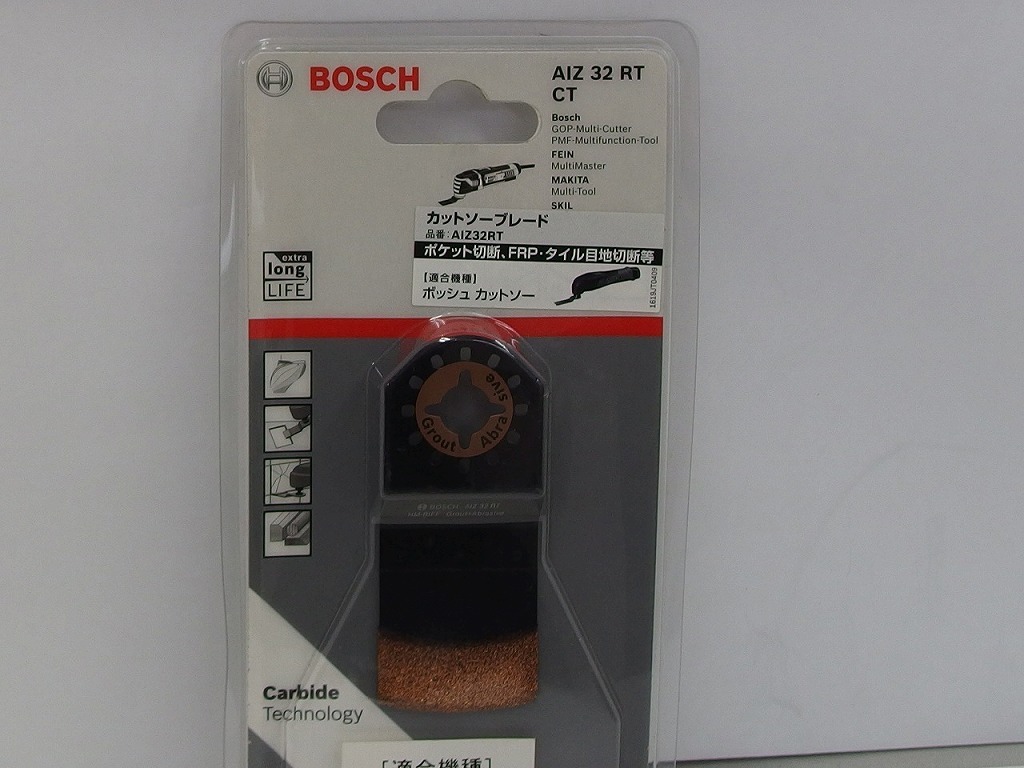 BOSCH
AIZ 32 RT
CT
Bosch
GOP-Multi-Cutter
PMF-Multifunction-Tool
FEIN
MultiMaster
MAKITA
Multi-Tool
SKIL
カットソーブレード
品番:AIZ32RT
ポケット切断、FRP・タイル目地切断等
【適合機種】
ボッシュ カットソー
1619JT0409
extra
long
LIFE
Grout Abrasive
BOSCH AIZ 32 RT
Carbide
Technology
[適合機種]